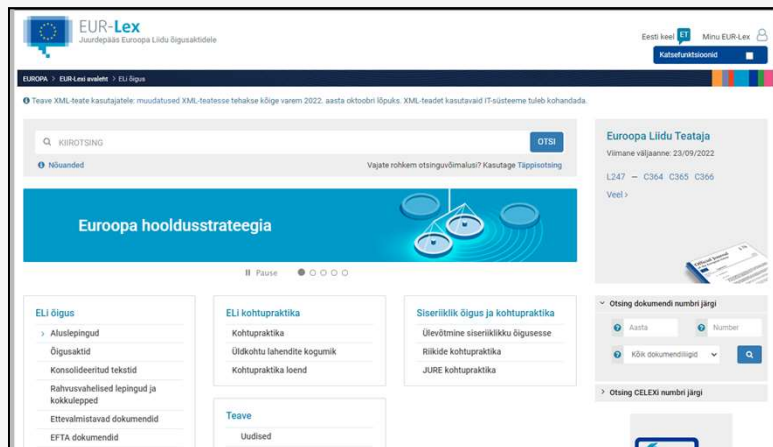 EUR-Lex
Juurdepääs Euroopa Liidu õigusaktidele
Eesti keel ET Minu EUR-Lex
Katsefunktsioonid
EUROPA > EUR-Lexi avaleht > ELi õigus
Teave XML-teate kasutajatele: muudatused XML-teatesse tehakse kõige varem 2022. aasta oktoobri lõpuks. XML-teadet kasutavaid IT-süsteeme tuleb kohandada.
KIIROTSING OTSI
Nõuanded Vajate rohkem otsinguvõimalusi? Kasutage Täppisotsing
Euroopa hooldusstrateegia
Pause
Euroopa Liidu Teataja
Viimane väljaanne: 23/09/2022
L247 – C364 C365 C366
Veel >
Official Journal
ELi õigus
> Aluslepingud
Õigusaktid
Konsolideeritud tekstid
Rahvusvahelised lepingud ja
kokkulepped
Ettevalmistavad dokumendid
EFTA dokumendid
ELi kohtupraktika
Kohtupraktika
Üldkohtu lahendite kogumik
Kohtupraktika loend
Teave
Uudised
Siseriiklik õigus ja kohtupraktika
Ülevõtmine siseriiklikku õigusesse
Riikide kohtupraktika
JURE kohtupraktika
Otsing dokumendi numbri järgi
Aasta Number
Kõik dokumendiliigid
> Otsing CELEXi numbri järgi